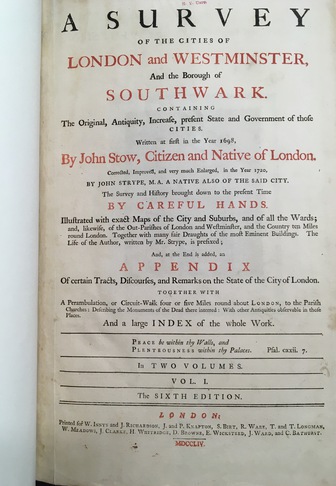 A SURVEY
OF THE CITIES OF
LONDON and WESTMINSTER,
And the Borough of
SOUTHWARK.
CONTAINING
The Original, Antiquity, Increase, present State and Government of those
CITIES.
Written at first in the Year 1698,
By John Stow, Citizen and Native of London.
Corrected, Improved, and very much Enlarged, in the Year 1720,
BY JOHN STRYPE, M. A. A NATIVE ALSO OF THE SAID CITY.
The Survey and History brought down to the present Time
BY CAREFUL HANDS.
Illustrated with exact Maps of the City and Suburbs, and of all the Wards;
and, likewise, of the Out-Parishes of London and Westminster, and the Country ten Miles
round London. Together with many fair Draughts of the most Eminent Buildings. The
Life of the Author, written by Mr. Strype, is prefixed;
And, at the End is added, an
APPENDIX
Of certain Tracts, Discourses, and Remarks on the State of the City of London.
TOGETHER WITH
A Perambulation, or Circuit-Walk four or five Miles round about LONDON, to the Parish
Churches: Describing the Monuments of the Dead there interred: With other Antiquities observable in those
Places.
And a large INDEX of the whole Work.
PEACE be within thy Walls, and
PLENTEOUSNESS within thy Palaces. Psal. cxxii. 7.
In TWO VOLUMES.
VOL. I.
The SIXTH EDITION.
LONDON:
Printed for W. INNYS and J. RICHARDSON, J. and P. KNAPTON, S. BIRT, R. WARE, T. and T. LONGMAN,
W. MEADOWS, J. CLARKE, H. WHITRIDGE, D. BROWNE, E. WICKSTEED, J. WARD, and C. BATHURST.
MDCCLIV.